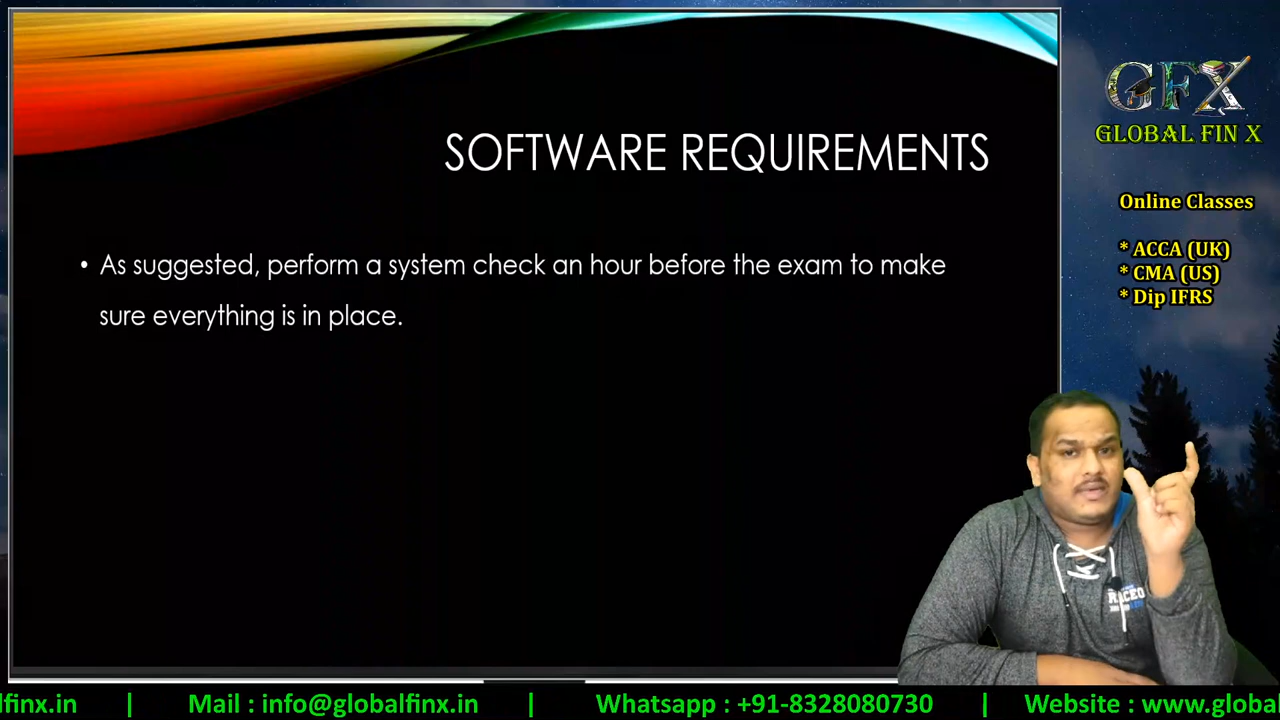 SOFTWARE REQUIREMENTS
• As suggested, perform a system check an hour before the exam to make
sure everything is in place.
GFX
GLOBAL FIN X
Online Classes
* ACCA (UK)
* CMA (US)
* Dip IFRS
lfinx.in | Mail : info@globalfinx.in | Whatsapp : +91-8328080730 | Website : www.global